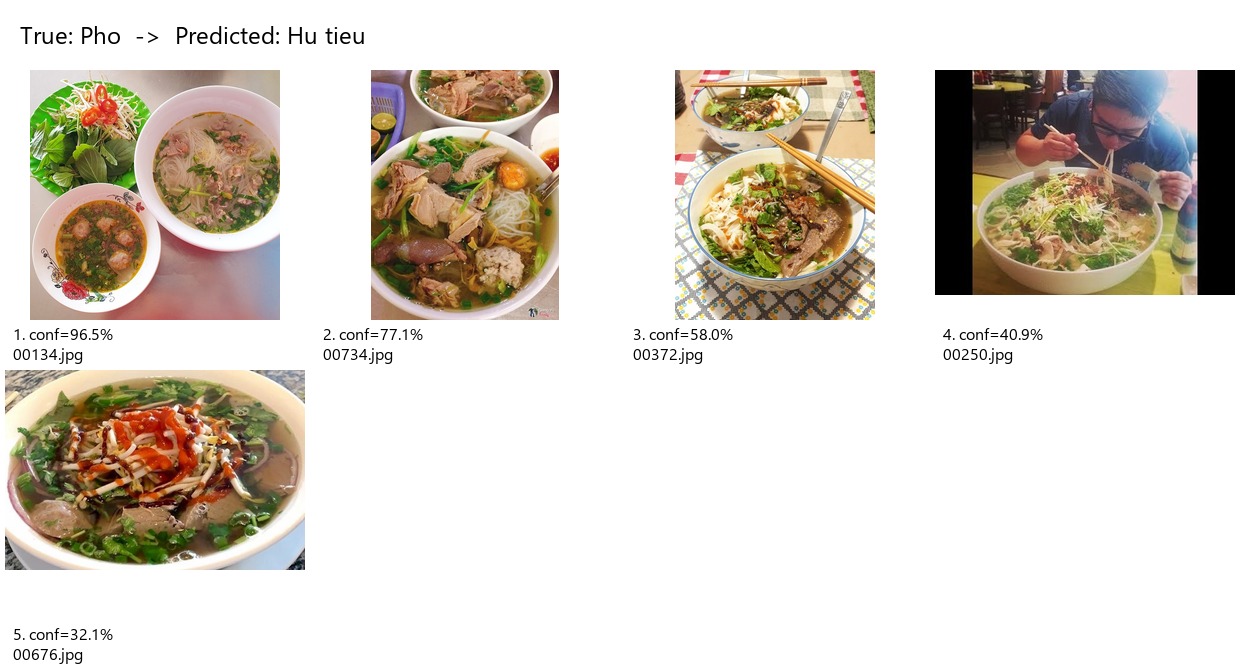 True: Pho -> Predicted: Hu tieu
1. conf=96.5%
00134.jpg
2. conf=77.1%
00734.jpg
3. conf=58.0%
00372.jpg
4. conf=40.9%
00250.jpg
5. conf=32.1%
00676.jpg